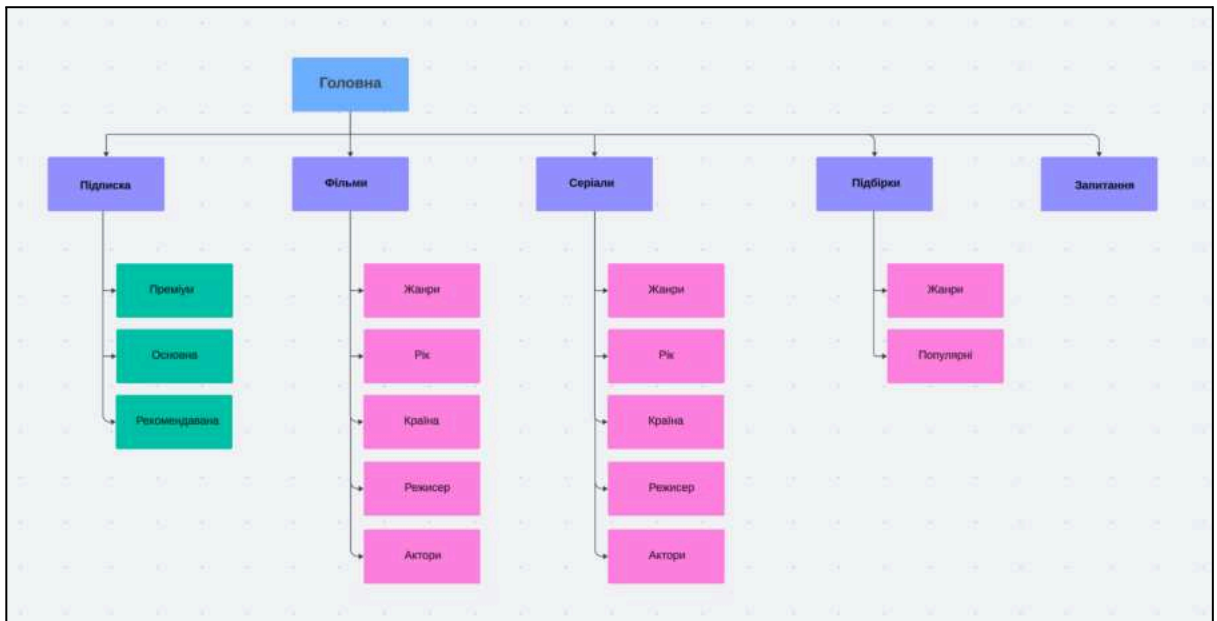 Головна
Підписка
Фільми
Серіали
Підбірки
Запитання
Преміум
Основна
Рекомендавана
Жанри
Рік
Країна
Режисер
Актори
Жанри
Рік
Країна
Режисер
Актори
Жанри
Популярні